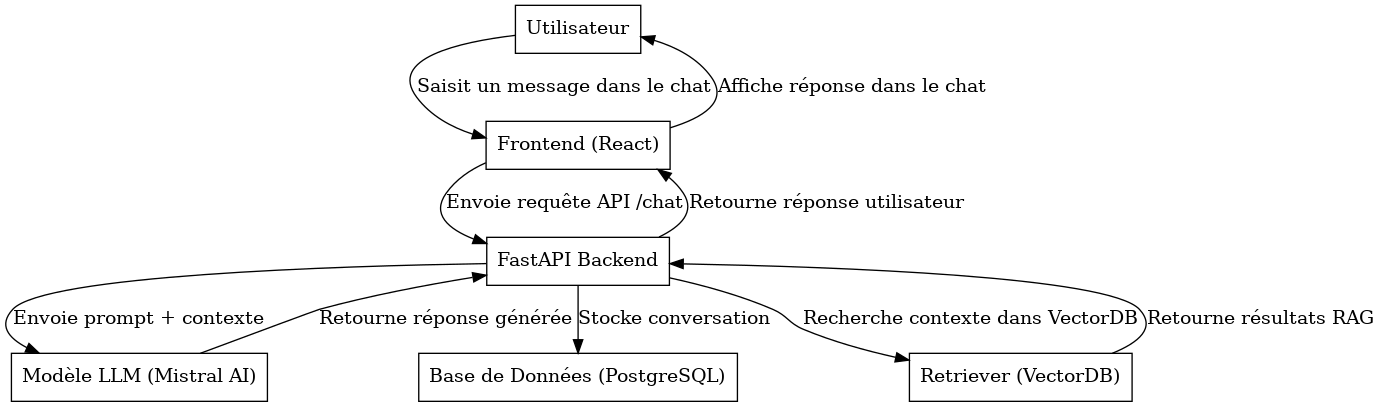 Utilisateur
Saisit un message dans le chat
Affiche réponse dans le chat
Frontend (React)
Envoie requête API /chat
Retourne réponse utilisateur
FastAPI Backend
Envoie prompt + contexte
Retourne réponse générée
Stocke conversation
Recherche contexte dans VectorDB
Retourne résultats RAG
Modèle LLM (Mistral AI)
Base de Données (PostgreSQL)
Retriever (VectorDB)